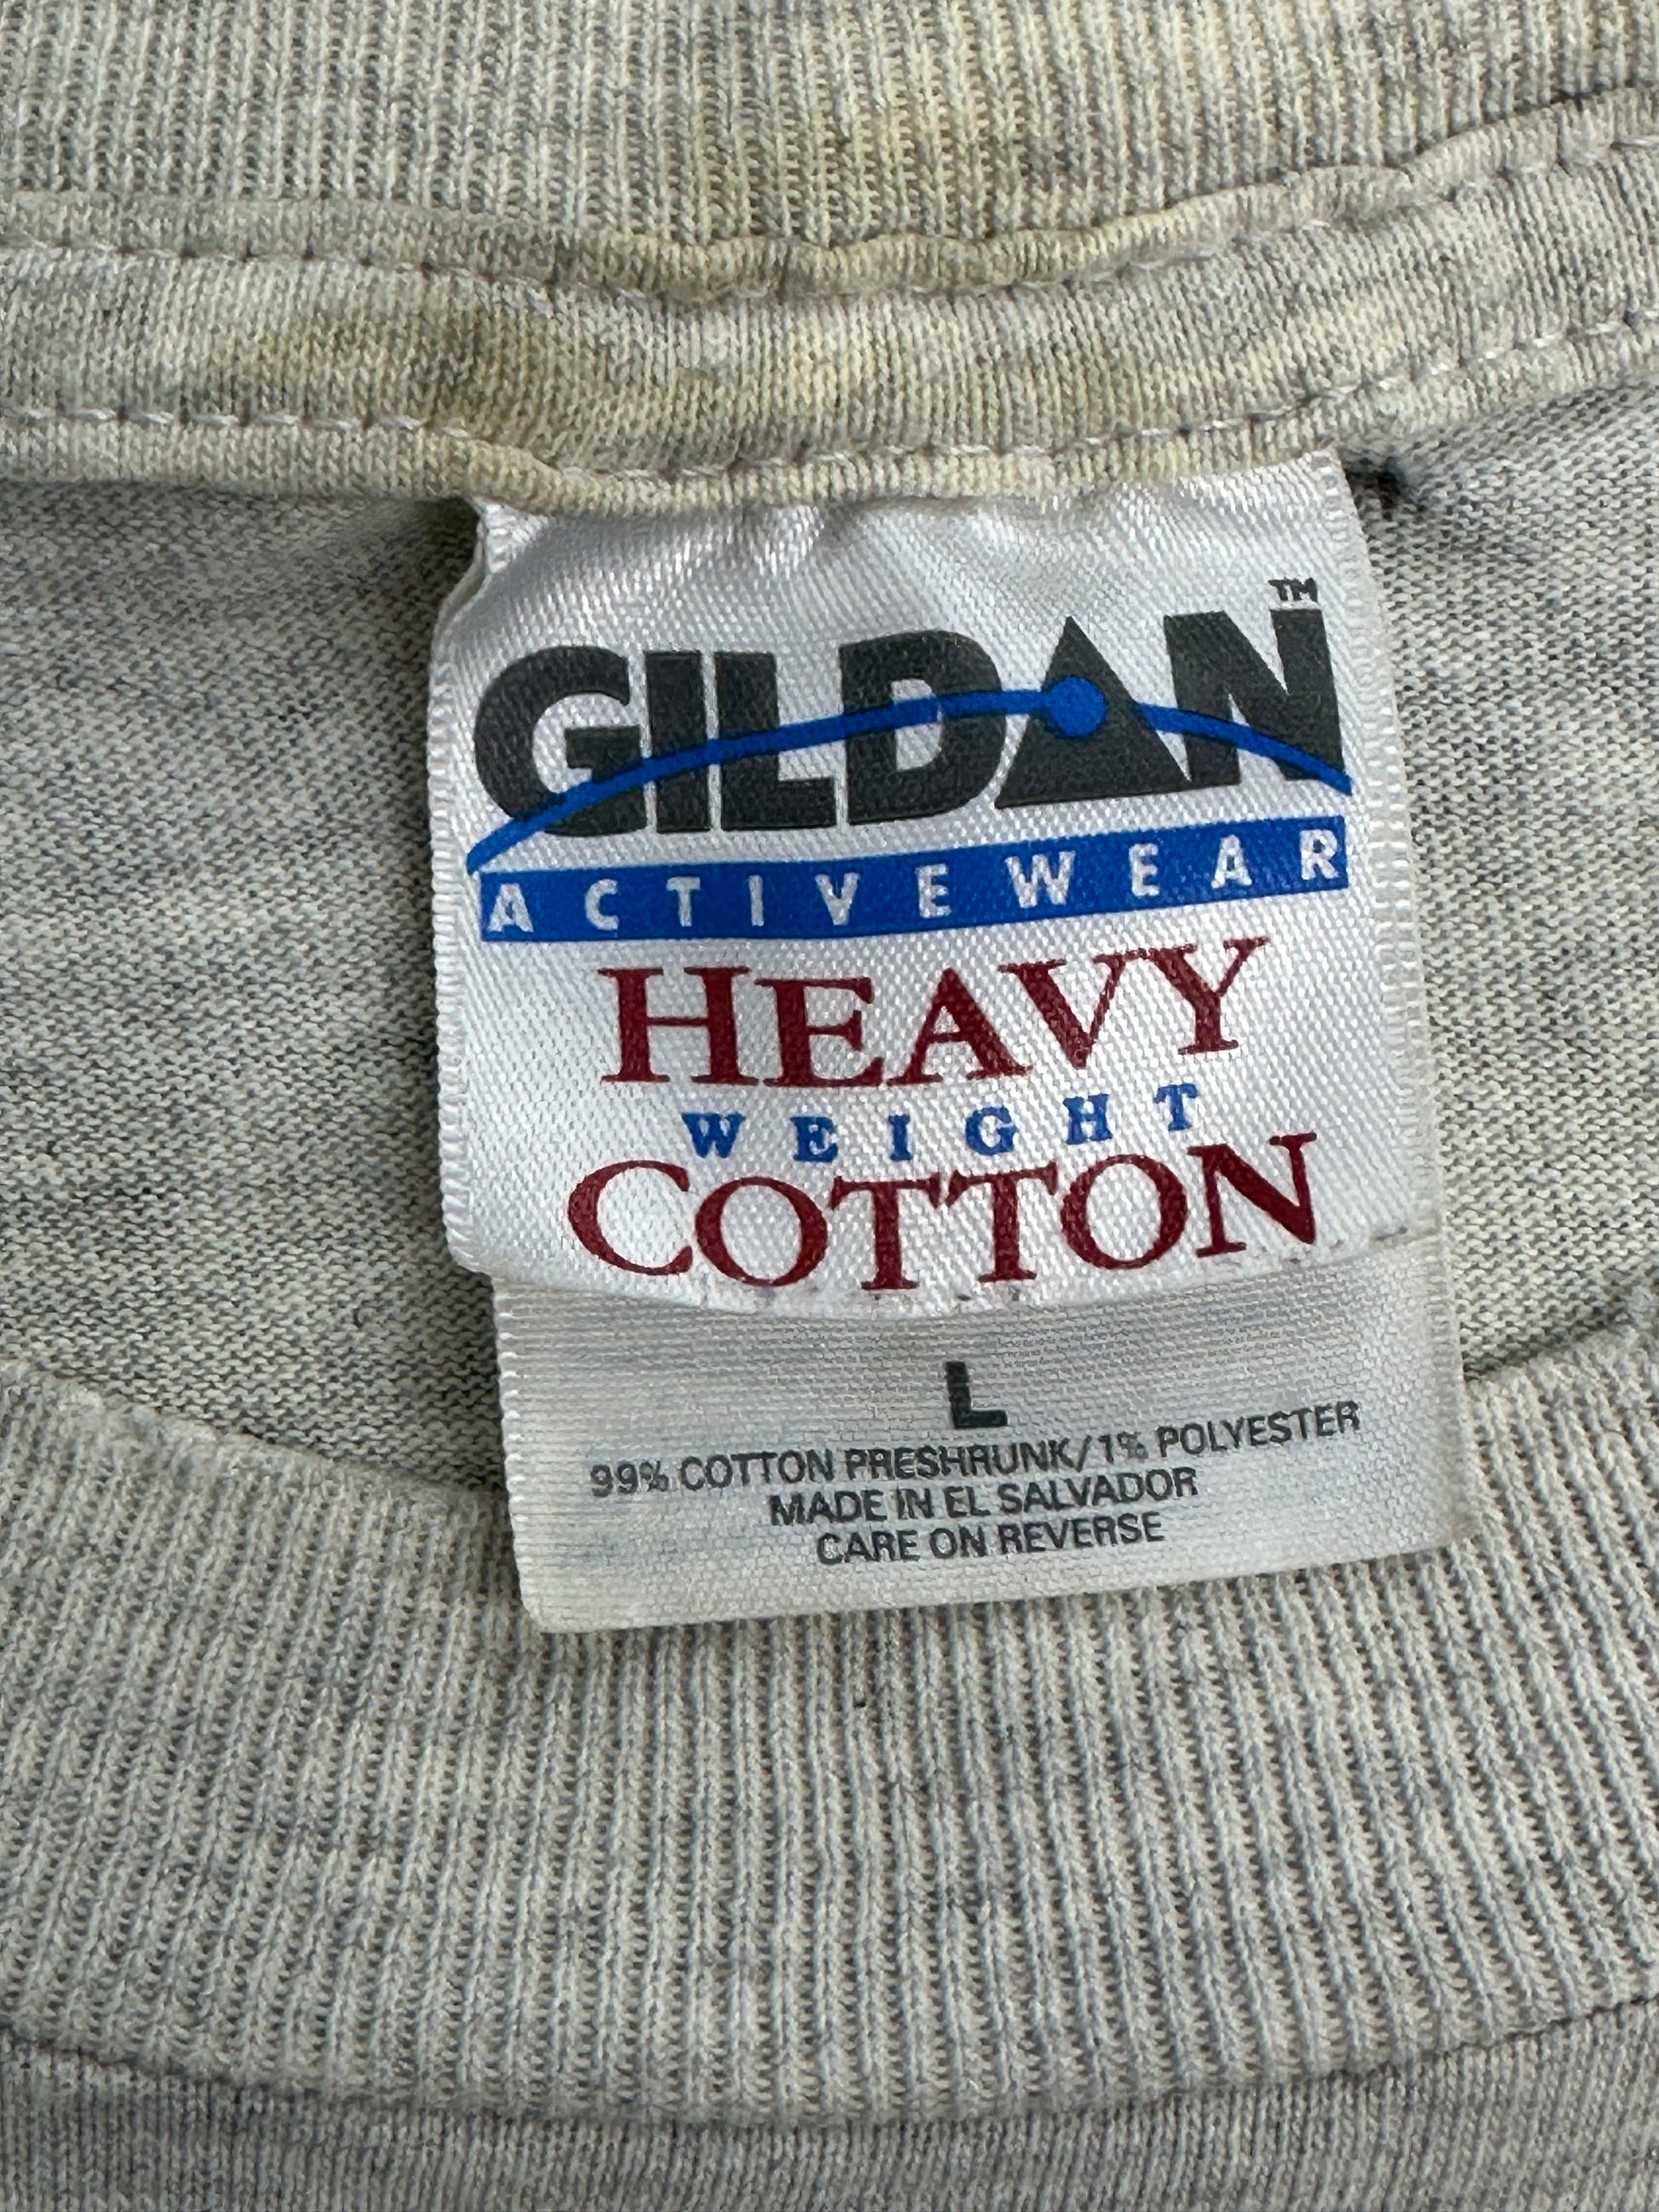 GILDAN™
ACTIVEWEAR
HEAVY
WEIGHT
COTTON
L
99% COTTON PRESHRUNK/1% POLYESTER
MADE IN EL SALVADOR
CARE ON REVERSE